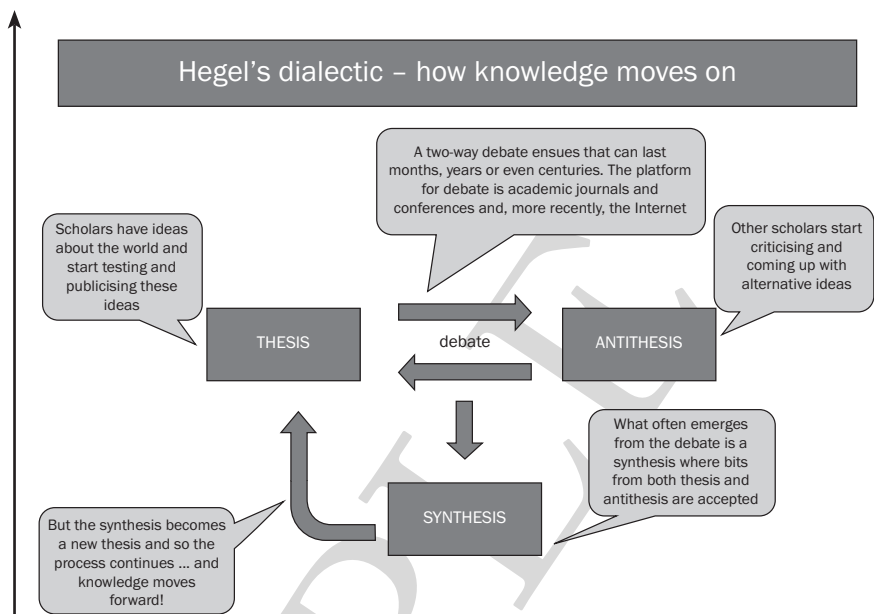 Hegel's dialectic – how knowledge moves on
A two-way debate ensues that can last
months, years or even centuries. The platform
for debate is academic journals and
conferences and, more recently, the Internet
Scholars have ideas
about the world and
start testing and
publicising these
ideas
Other scholars start
criticising and
coming up with
alternative ideas
THESIS
debate
ANTITHESIS
What often emerges
from the debate is a
synthesis where bits
from both thesis and
antithesis are accepted
SYNTHESIS
But the synthesis becomes
a new thesis and so the
process continues ... and
knowledge moves
forward!